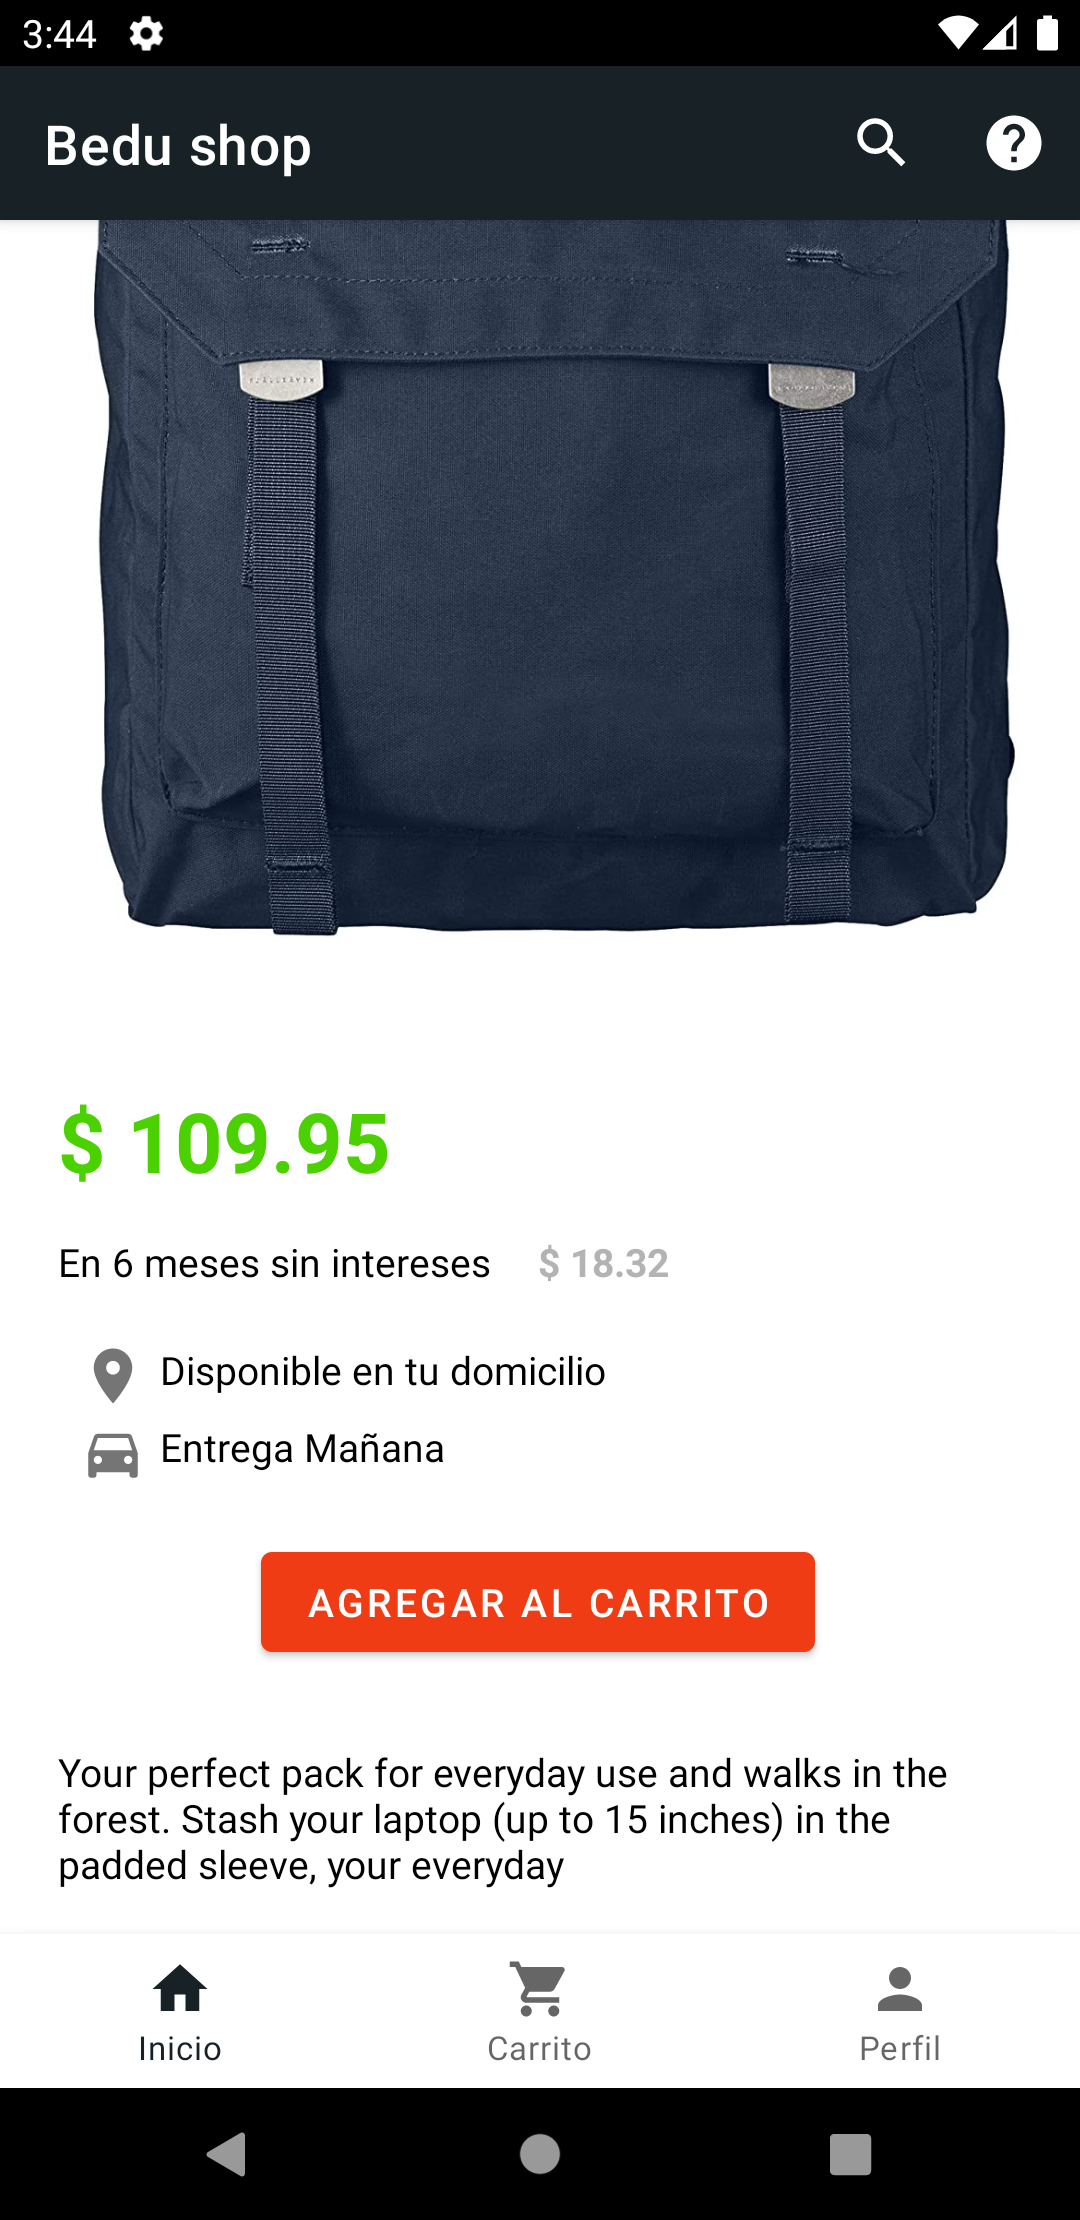 3:44
Bedu shop
$ 109.95
En 6 meses sin intereses $ 18.32
Disponible en tu domicilio
Entrega Mañana
AGREGAR AL CARRITO
Your perfect pack for everyday use and walks in the
forest. Stash your laptop (up to 15 inches) in the
padded sleeve, your everyday
Inicio Carrito Perfil